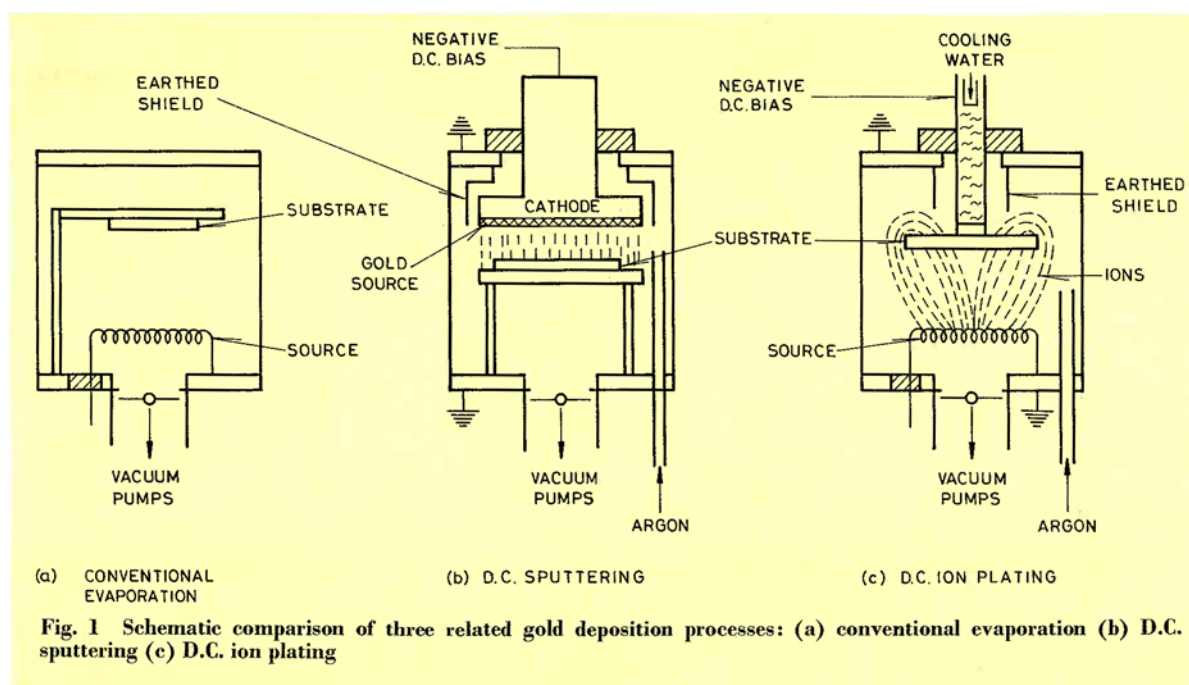 NEGATIVE
D.C. BIAS
EARTHED
SHIELD
CATHODE
SUBSTRATE
GOLD
SOURCE
SOURCE
VACUUM
PUMPS
VACUUM
PUMPS
ARGON
COOLING
WATER
NEGATIVE
D.C. BIAS
EARTHED
SHIELD
SUBSTRATE
IONS
SOURCE
VACUUM
PUMPS
ARGON
(a) CONVENTIONAL
EVAPORATION
(b) D.C. SPUTTERING
(c) D.C. ION PLATING
Fig. 1 Schematic comparison of three related gold deposition processes: (a) conventional evaporation (b) D.C.
sputtering (c) D.C. ion plating